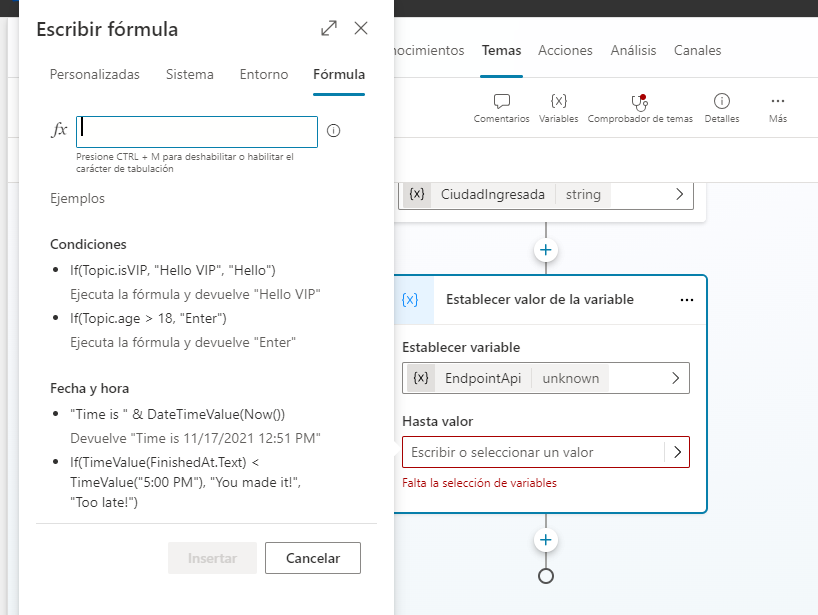 Escribir fórmula
Personalizadas Sistema Entorno Fórmula
fx
Presione CTRL + M para deshabilitar o habilitar el
carácter de tabulación
Ejemplos
Condiciones
• If(Topic.isVIP, "Hello VIP", "Hello")
Ejecuta la fórmula y devuelve "Hello VIP"
• If(Topic.age > 18, "Enter")
Ejecuta la fórmula y devuelve "Enter"
Fecha y hora
• "Time is " & DateTimeValue(Now())
Devuelve "Time is 11/17/2021 12:51 PM"
• If(TimeValue(FinishedAt.Text) <
TimeValue("5:00 PM"), "You made it!",
"Too late!")
Insertar Cancelar
nocimientos Temas Acciones Análisis Canales
{x}
Comentarios Variables Comprobador de temas Detalles Más
{x} CiudadIngresada string
{x} Establecer valor de la variable
Establecer variable
{x} EndpointApi unknown
Hasta valor
Escribir o seleccionar un valor
Falta la selección de variables